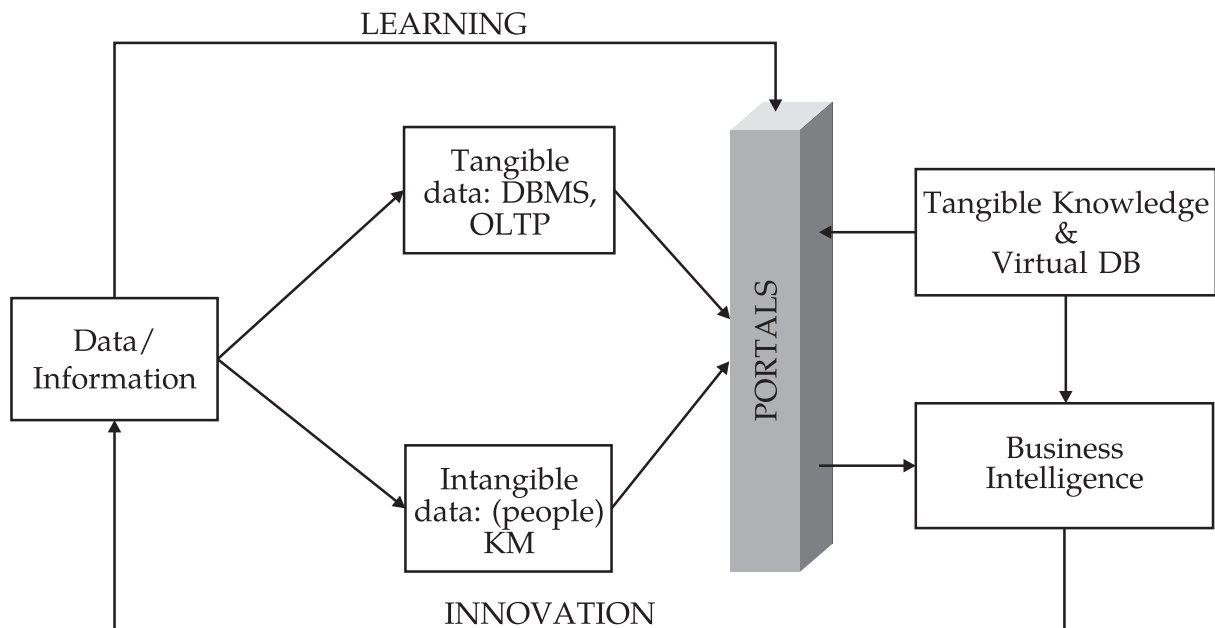 LEARNING
Tangible
data: DBMS,
OLTP
Tangible Knowledge
&
Virtual DB
Data/
Information
PORTALS
Intangible
data: (people)
KM
Business
Intelligence
INNOVATION